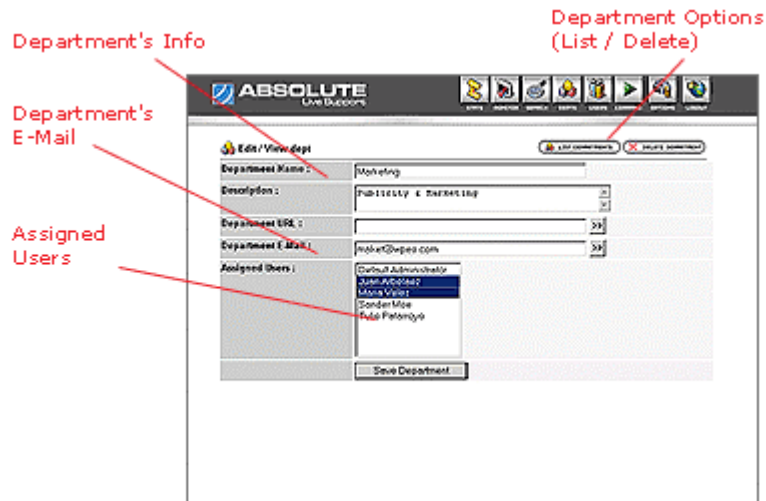 Department Options
(List / Delete)
Department's Info
ABSOLUTE
Live Support
Department's
E-Mail
Edit / View dept
LIST DEPARTMENTS
DELETE DEPARTMENT
Department Name :
Marketing
Description :
Publicity & Marketing
Department URL :
>>
Department E-Mail :
>>
Assigned
Users
Assigned Users :
Default Administrator
Maria Velez
Sander Moe
Save Department